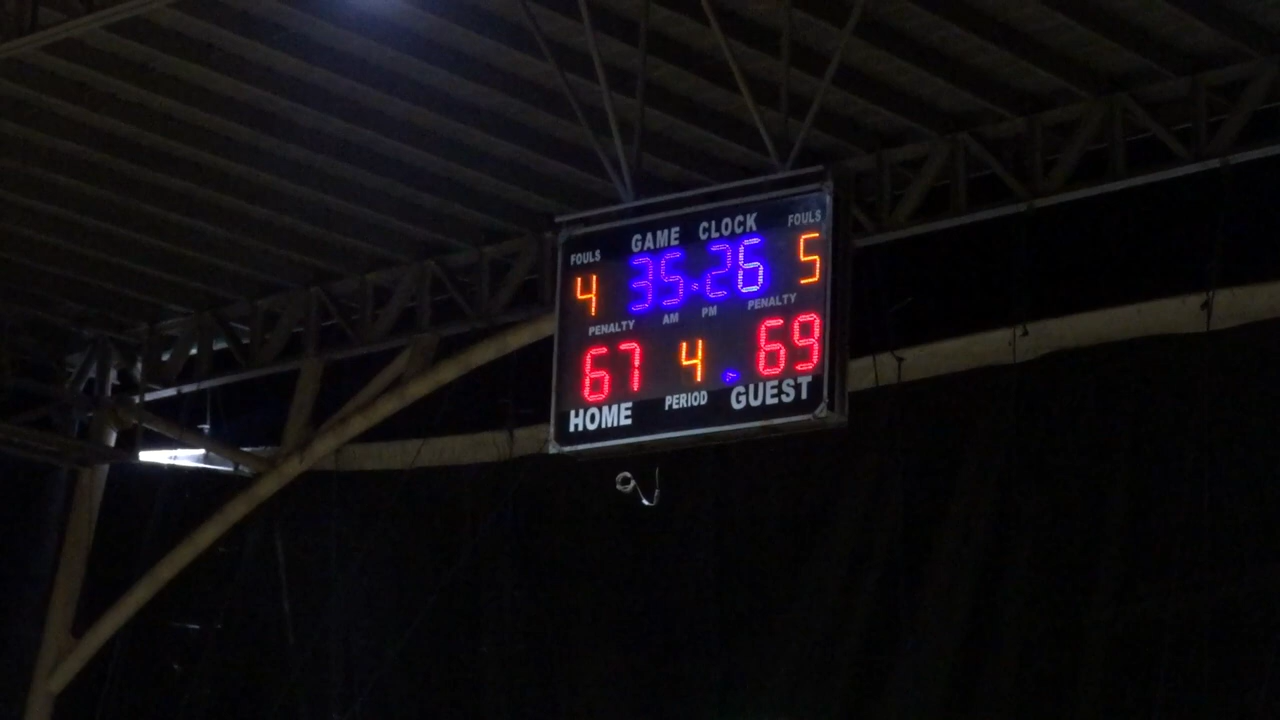 FOULS GAME CLOCK FOULS
4 35:26 5
PENALTY AM PM PENALTY
67 4 69
HOME PERIOD GUEST